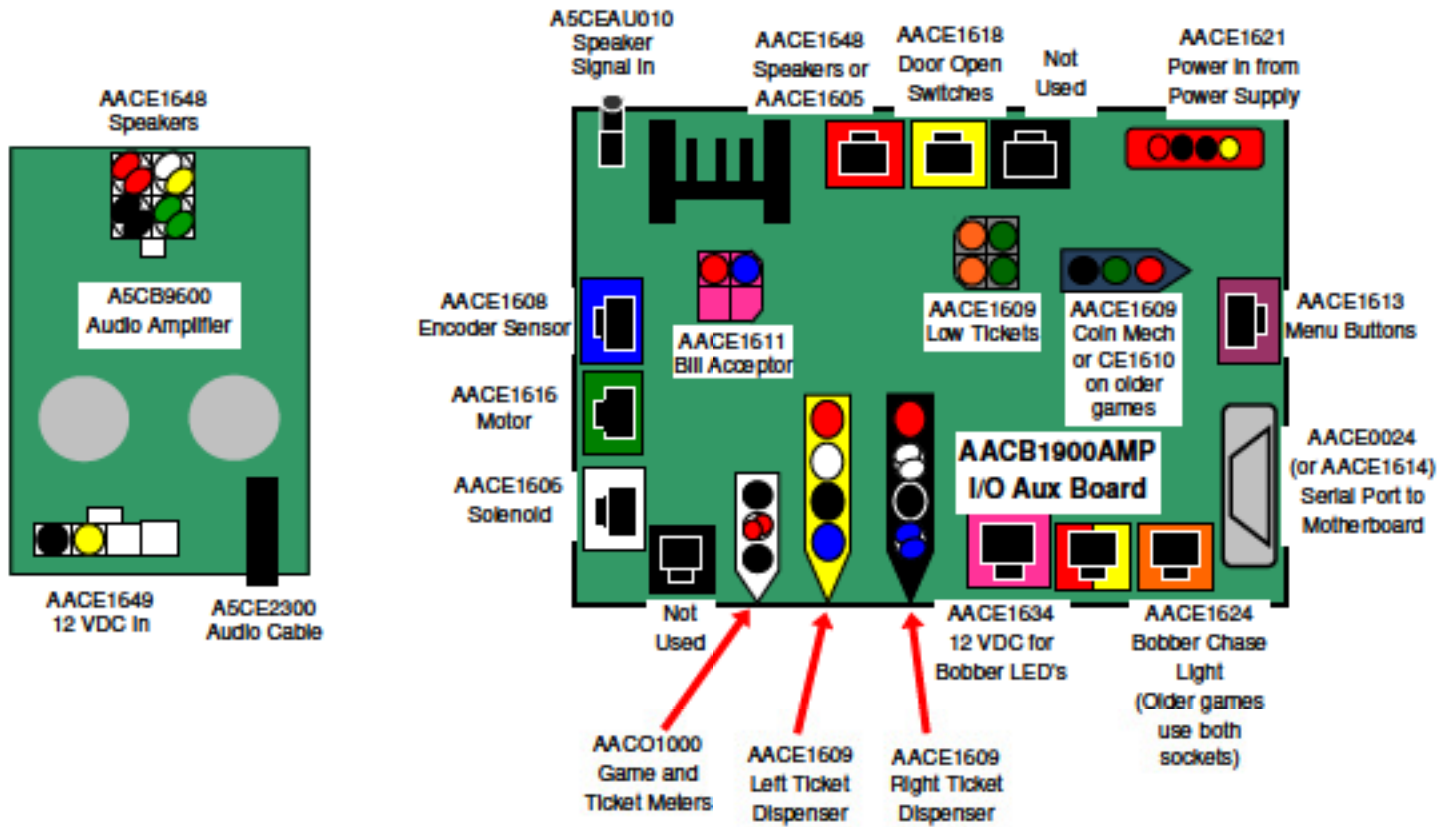 AACE1648
Speakers
A5CB9600
Audio Amplifier
AACE1649
12 VDC In
A5CE2300
Audio Cable
A5CEAU010
Speaker
Signal In
AACE1648
Speakers or
AACE1605
AACE1618
Door Open
Switches
Not
Used
AACE1621
Power In from
Power Supply
AACE1608
Encoder Sensor
AACE1611
Bill Acceptor
AACE1609
Low Tickets
AACE1609
Coin Mech
or CE1610
on older
games
AACE1613
Menu Buttons
AACE1616
Motor
AACE1606
Solenoid
AACB1900AMP
I/O Aux Board
AACE0024
(or AACE1614)
Serial Port to
Motherboard
Not
Used
AACE1634
12 VDC for
Bobber LED's
AACE1624
Bobber Chase
Light
(Older games
use both
sockets)
AACO1000
Game and
Ticket Meters
AACE1609
Left Ticket
Dispenser
AACE1609
Right Ticket
Dispenser